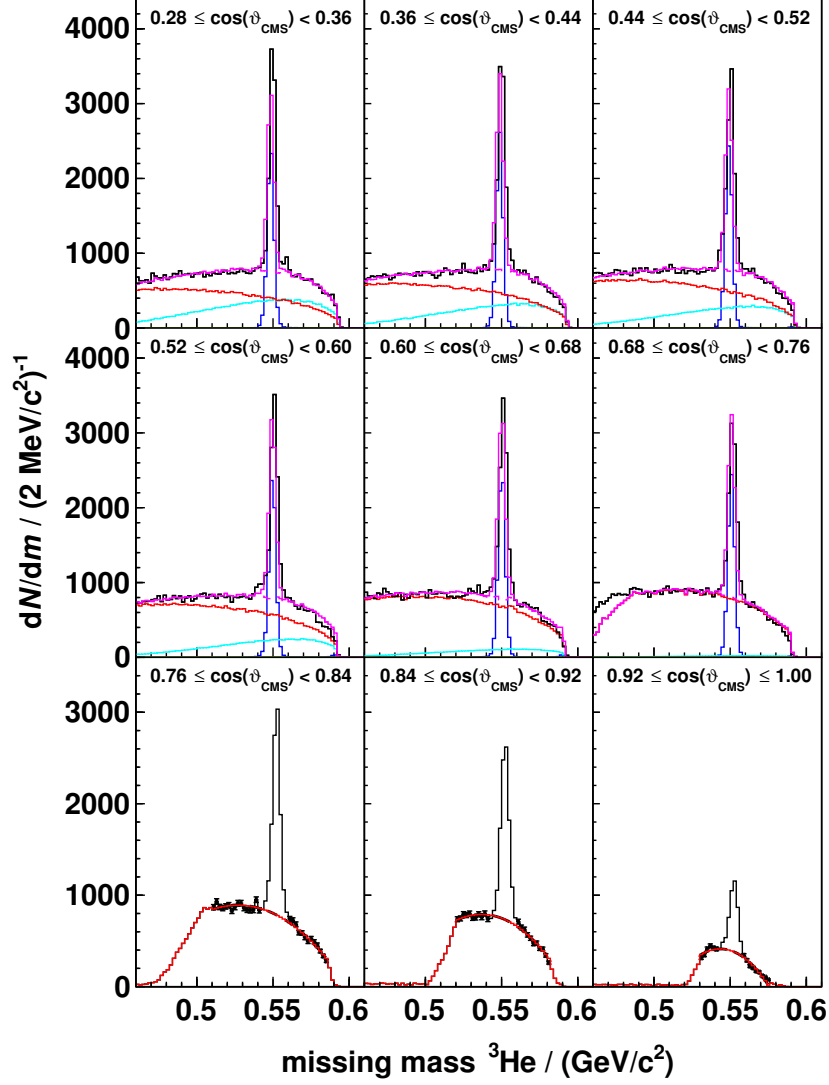 0.28 ≤ cos(ϑCMS) < 0.36
0.36 ≤ cos(ϑCMS) < 0.44
0.44 ≤ cos(ϑCMS) < 0.52
4000
3000
2000
1000
0
0.52 ≤ cos(ϑCMS) < 0.60
0.60 ≤ cos(ϑCMS) < 0.68
0.68 ≤ cos(ϑCMS) < 0.76
4000
3000
2000
1000
0
dN/dm / (2 MeV/c²)⁻¹
0.76 ≤ cos(ϑCMS) < 0.84
0.84 ≤ cos(ϑCMS) < 0.92
0.92 ≤ cos(ϑCMS) ≤ 1.00
3000
2000
1000
0
0.5 0.55 0.6 0.5 0.55 0.6 0.5 0.55 0.6
missing mass ³He / (GeV/c²)